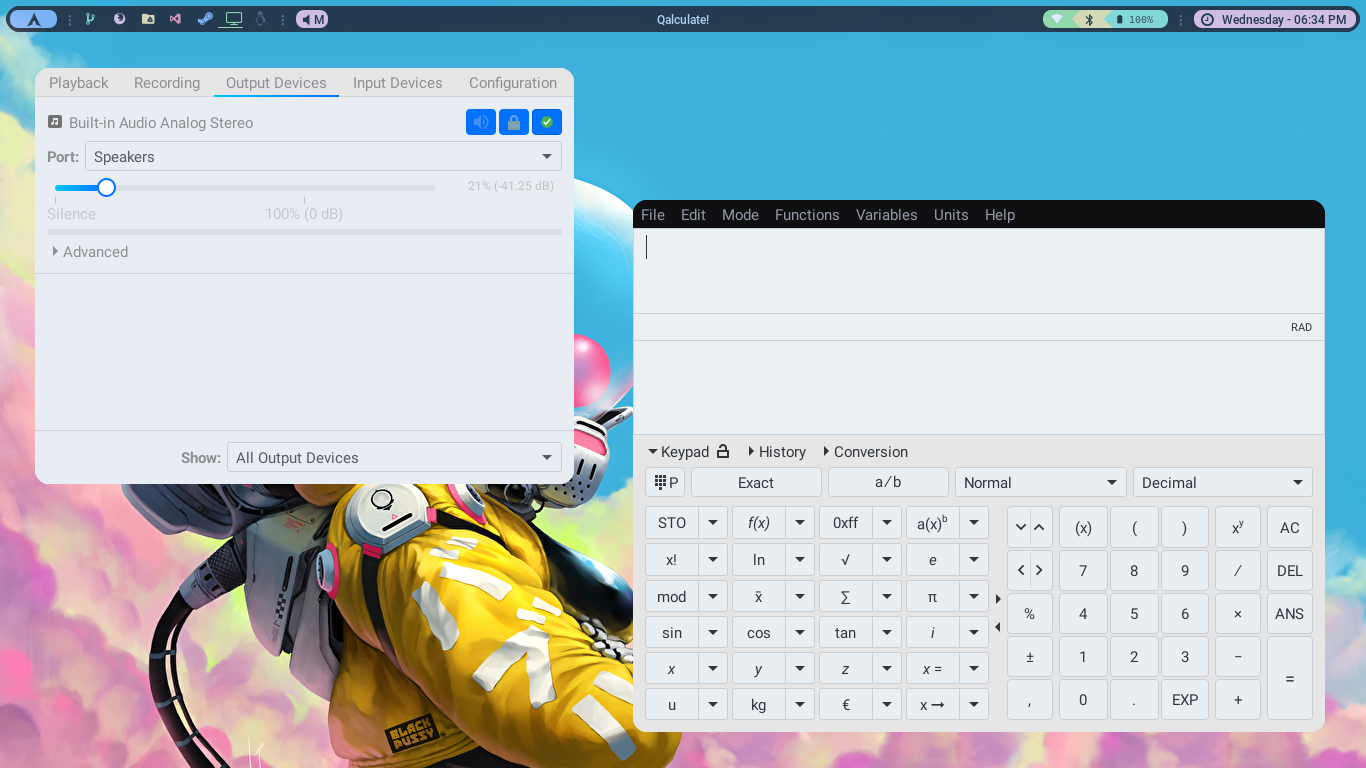 M
Qalculate!
100%
Wednesday - 06:34 PM
Playback Recording Output Devices Input Devices Configuration
Built-in Audio Analog Stereo
Port: Speakers
21% (-41.25 dB)
Silence 100% (0 dB)
Advanced
Show: All Output Devices
File Edit Mode Functions Variables Units Help
RAD
Keypad History Conversion
P Exact a/b Normal Decimal
STO f(x) 0xff a(x)ᵇ (x) ( ) xʸ AC
x! ln √ e 7 8 9 ∕ DEL
mod x̄ ∑ π % 4 5 6 × ANS
sin cos tan i ± 1 2 3 −
x y z x = =
u kg € x → , 0 . EXP +
BLACK
PUSSY